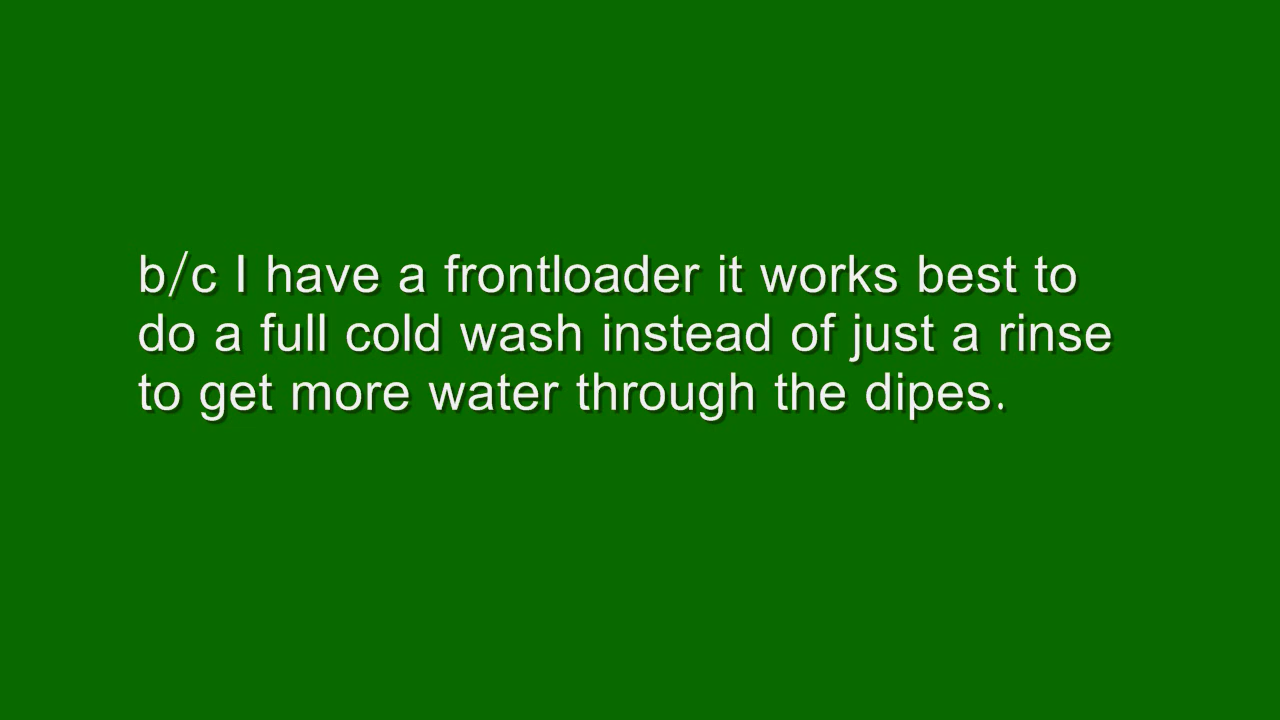 b/c I have a frontloader it works best to
do a full cold wash instead of just a rinse
to get more water through the dipes.